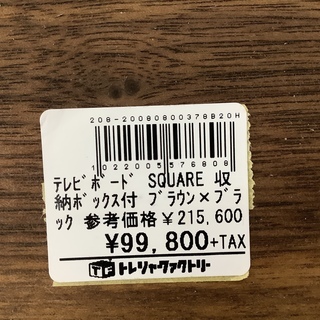 208-20080800378B20H
1022005576808
テレビボード SQUARE 収
納ボックス付 ブラウン×ブラ
ック 参考価格￥215,600
¥99,800+TAX
TF トレジャーファクトリー